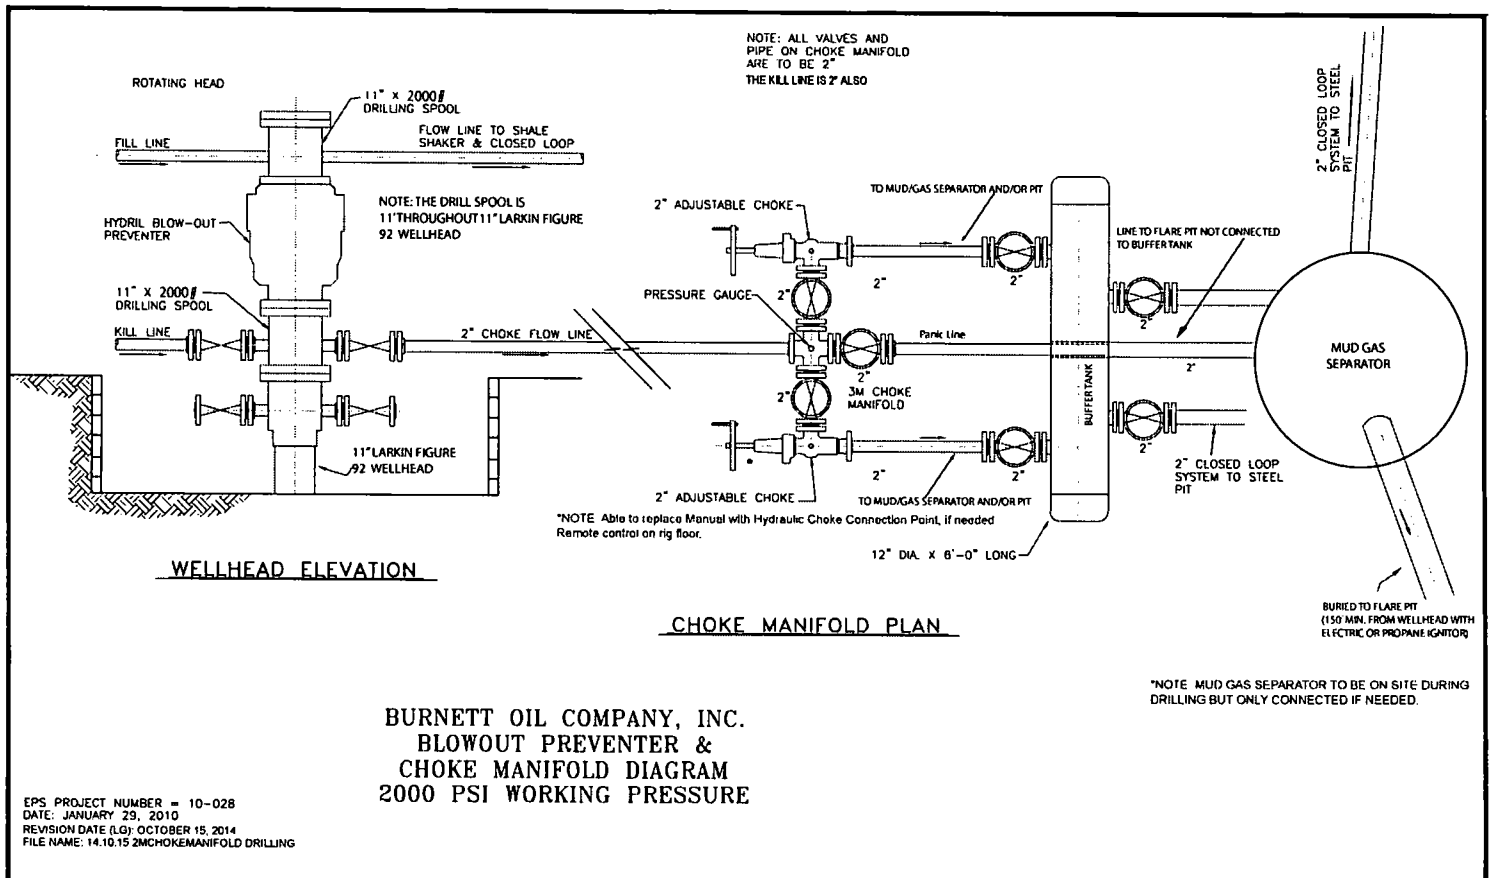 NOTE: ALL VALVES AND
PIPE ON CHOKE MANIFOLD
ARE TO BE 2"
THE KILL LINE IS 2" ALSO
ROTATING HEAD
11" X 2000#
DRILLING SPOOL
FILL LINE
FLOW LINE TO SHALE
SHAKER & CLOSED LOOP
NOTE: THE DRILL SPOOL IS
11'THROUGHOUT 11" LARKIN FIGURE
92 WELLHEAD
HYDRIL BLOW-OUT
PREVENTER
11" X 2000#
DRILLING SPOOL
KILL LINE
2" CHOKE FLOW LINE
11" LARKIN FIGURE
92 WELLHEAD
WELLHEAD ELEVATION
2" ADJUSTABLE CHOKE
TO MUD/GAS SEPARATOR AND/OR PIT
2"
2"
2"
PRESSURE GAUGE
Pank Line
2"
3M CHOKE
MANIFOLD
2"
2"
2"
2" ADJUSTABLE CHOKE
TO MUD/GAS SEPARATOR AND/OR PIT
*NOTE Able to replace Manual with Hydraulic Choke Connection Point, if needed
Remote control on rig floor.
BUFFER TANK
12" DIA. X 6'-0" LONG
CHOKE MANIFOLD PLAN
2" CLOSED LOOP
SYSTEM TO STEEL
PIT
LINE TO FLARE PIT NOT CONNECTED
TO BUFFER TANK
2"
2"
2"
MUD GAS
SEPARATOR
2" CLOSED LOOP
SYSTEM TO STEEL
PIT
BURIED TO FLARE PIT
(150' MIN. FROM WELLHEAD WITH
ELECTRIC OR PROPANE IGNITOR)
*NOTE MUD GAS SEPARATOR TO BE ON SITE DURING
DRILLING BUT ONLY CONNECTED IF NEEDED.
BURNETT OIL COMPANY, INC.
BLOWOUT PREVENTER &
CHOKE MANIFOLD DIAGRAM
2000 PSI WORKING PRESSURE
EPS PROJECT NUMBER = 10-028
DATE: JANUARY 29, 2010
REVISION DATE (LG): OCTOBER 15, 2014
FILE NAME: 14.10.15 2MCHOKEMANIFOLD DRILLING